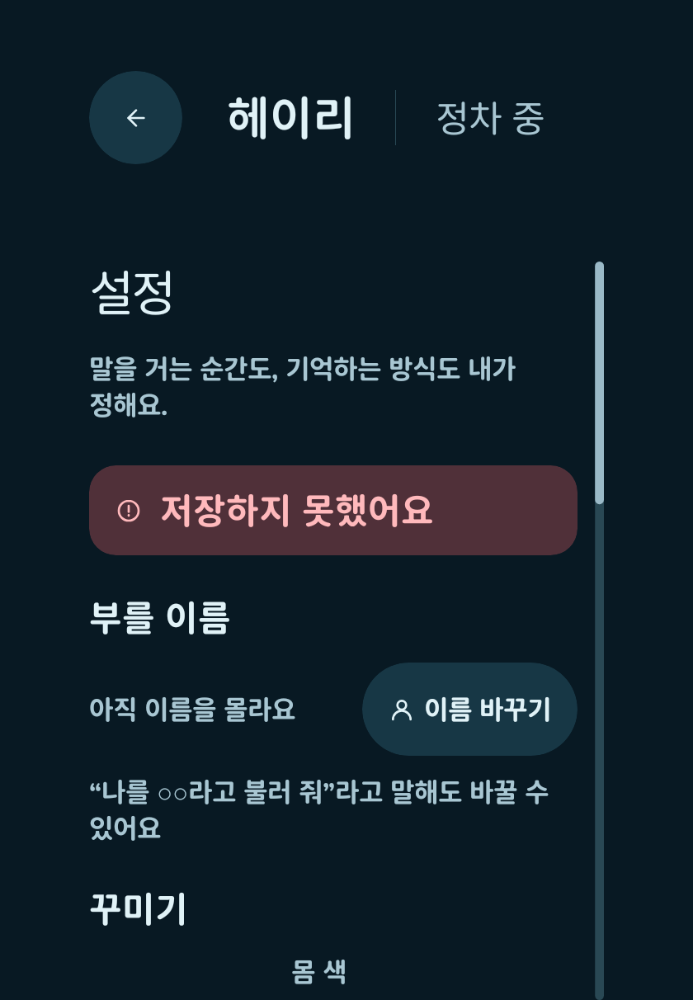 헤이리
정차 중
설정
말을 거는 순간도, 기억하는 방식도 내가
정해요.
저장하지 못했어요
부를 이름
아직 이름을 몰라요
이름 바꾸기
“나를 ○○라고 불러 줘”라고 말해도 바꿀 수
있어요
꾸미기
몸 색